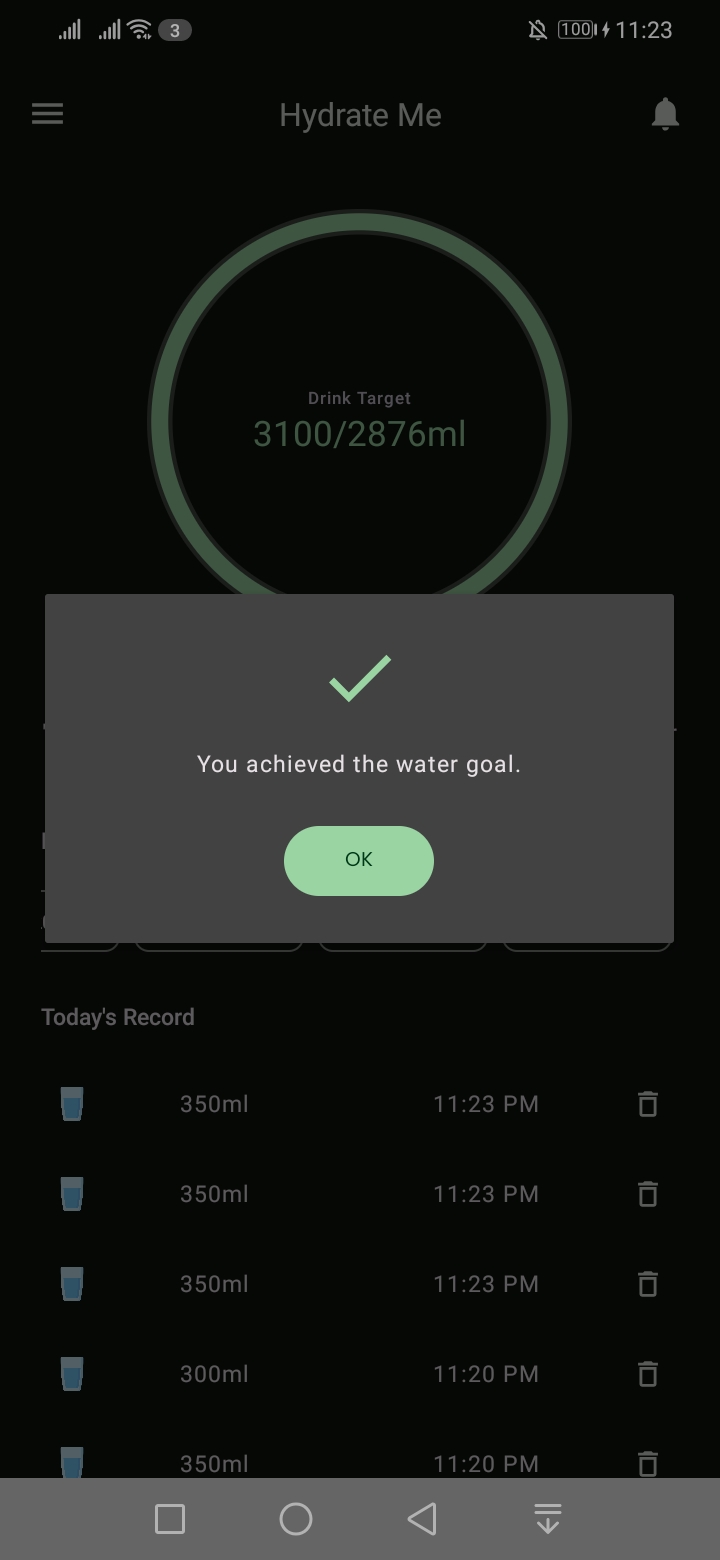 3 100 11:23
Hydrate Me
Drink Target
3100/2876ml
You achieved the water goal.
OK
Today's Record
350ml 11:23 PM
350ml 11:23 PM
350ml 11:23 PM
300ml 11:20 PM
350ml 11:20 PM